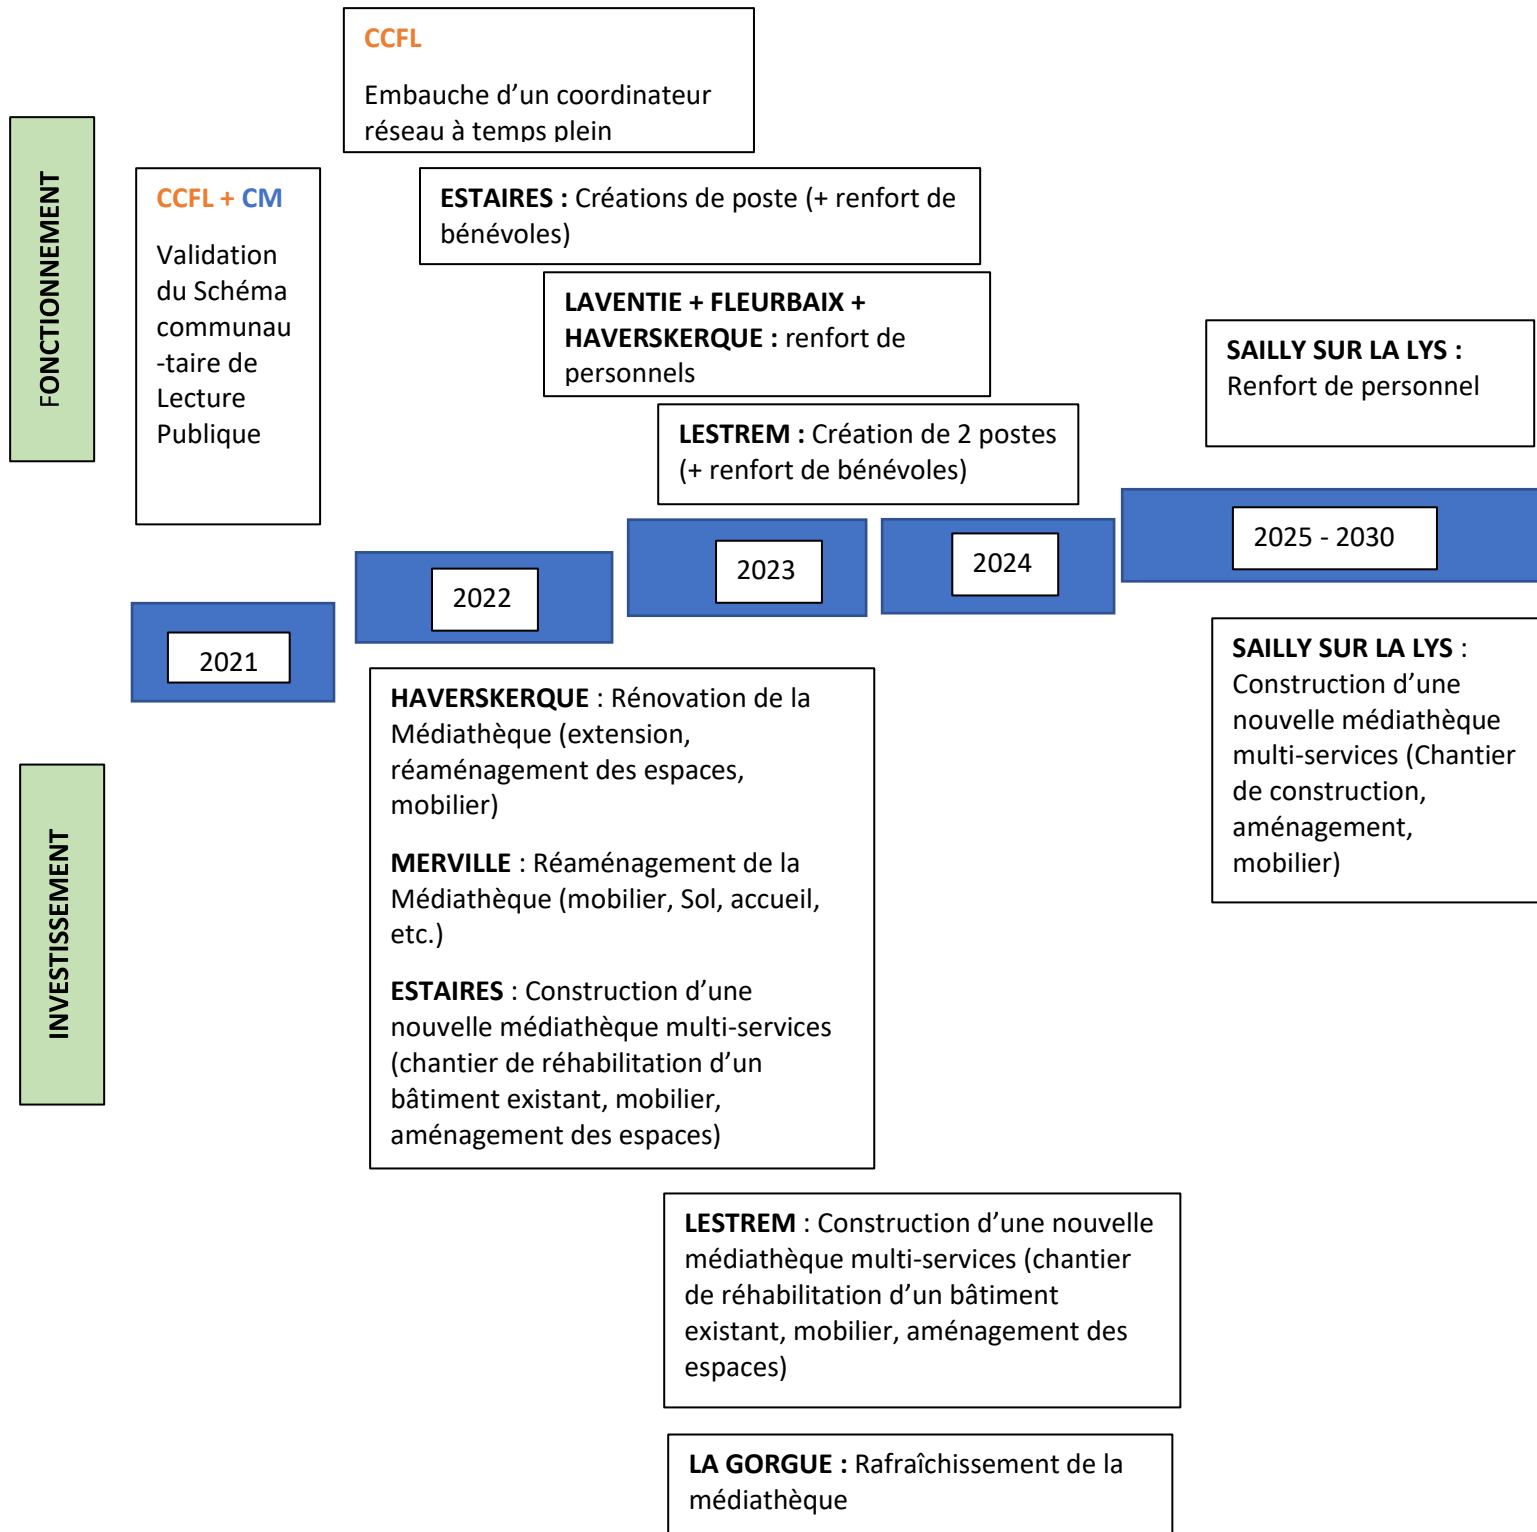 CCFL
Embauche d’un coordinateur
réseau à temps plein
FONCTIONNEMENT
CCFL + CM
Validation
du Schéma
communau
-taire de
Lecture
Publique
ESTAIRES : Créations de poste (+ renfort de
bénévoles)
LAVENTIE + FLEURBAIX +
HAVERSKERQUE : renfort de
personnels
LESTREM : Création de 2 postes
(+ renfort de bénévoles)
SAILLY SUR LA LYS :
Renfort de personnel
2021
2022
2023
2024
2025 - 2030
INVESTISSEMENT
HAVERSKERQUE : Rénovation de la
Médiathèque (extension,
réaménagement des espaces,
mobilier)
MERVILLE : Réaménagement de la
Médiathèque (mobilier, Sol, accueil,
etc.)
ESTAIRES : Construction d’une
nouvelle médiathèque multi-services
(chantier de réhabilitation d’un
bâtiment existant, mobilier,
aménagement des espaces)
LESTREM : Construction d’une nouvelle
médiathèque multi-services (chantier
de réhabilitation d’un bâtiment
existant, mobilier, aménagement des
espaces)
LA GORGUE : Rafraîchissement de la
médiathèque
SAILLY SUR LA LYS :
Construction d’une
nouvelle médiathèque
multi-services (Chantier
de construction,
aménagement,
mobilier)